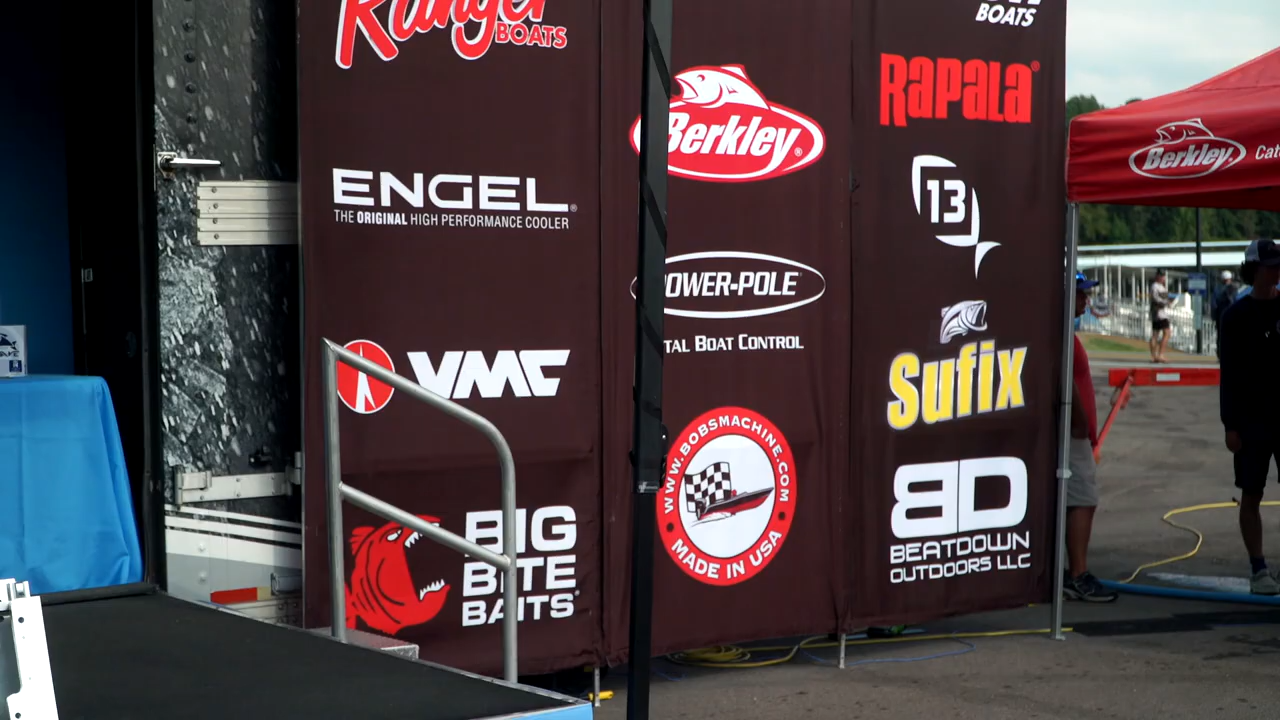 Ranger
BOATS
ENGEL®
THE ORIGINAL HIGH PERFORMANCE COOLER
VMC
BIG
BITE
BAITS
Berkley®
OWER-POLE
TAL BOAT CONTROL
WWW.BOBSMACHINE.COM
MADE IN USA
BOATS
RAPALA®
13
Sufix
BD
BEATDOWN
OUTDOORS LLC
Berkley Cat